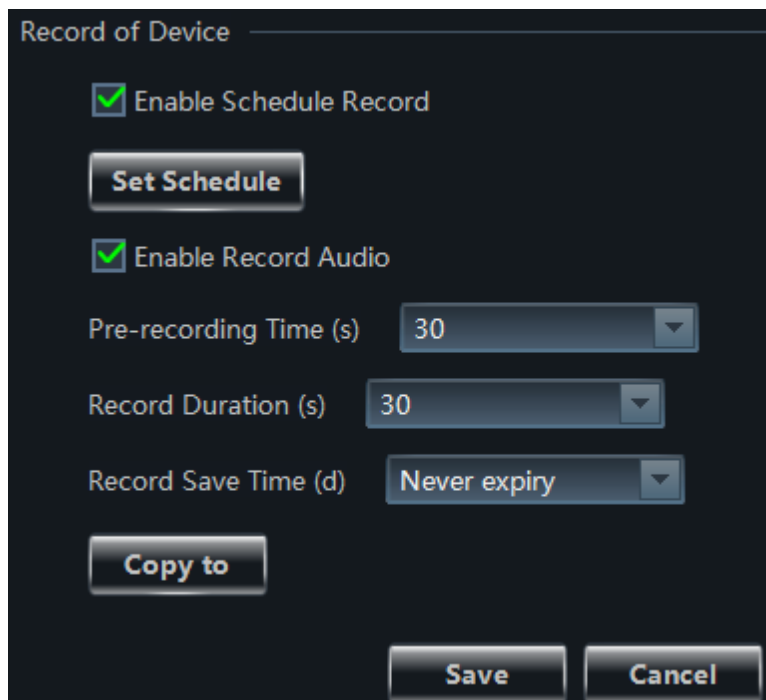 Record of Device
Enable Schedule Record
Set Schedule
Enable Record Audio
Pre-recording Time (s) 30
Record Duration (s) 30
Record Save Time (d) Never expiry
Copy to
Save Cancel